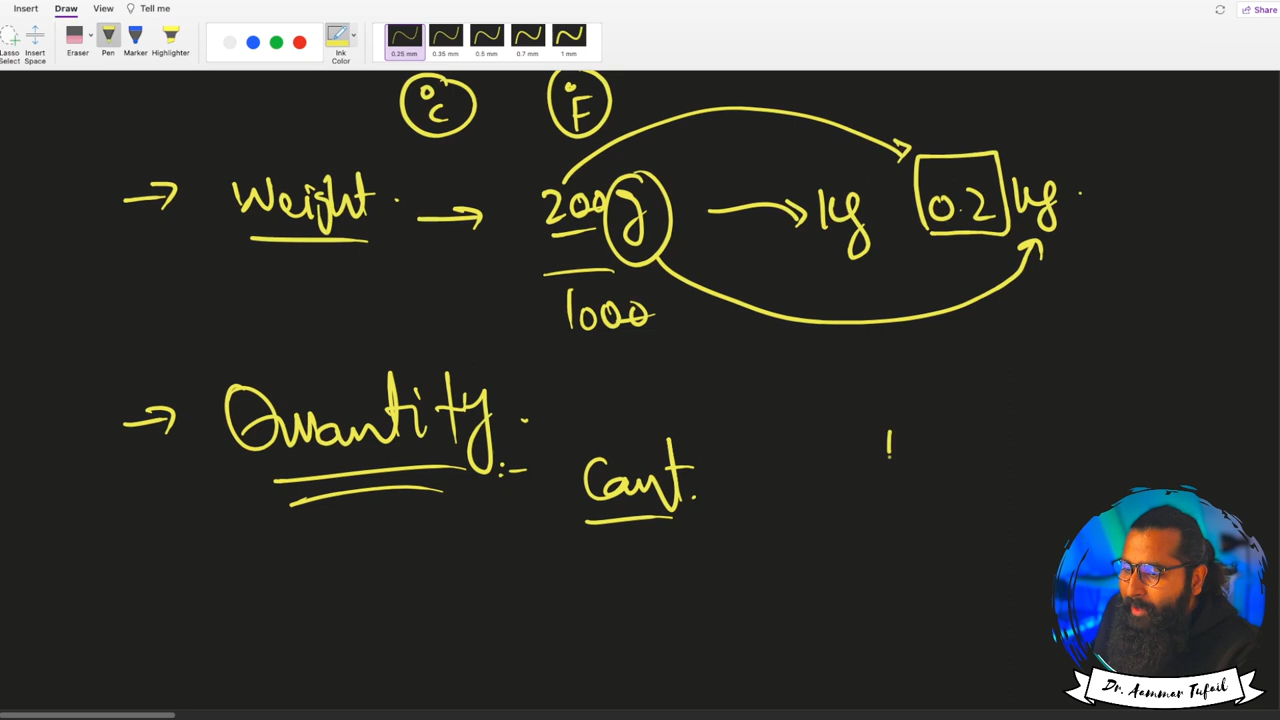 Insert Draw View Tell me Share
Lasso Select
Insert Space
Eraser
Pen
Marker
Highlighter
Ink Color
0.25 mm
0.35 mm
0.5 mm
0.7 mm
1 mm
°C °F
→ Weight. → 200g → kg 0.2 kg.
1000
→ Quantity. :-
Count.
Dr. Aammar Tufail